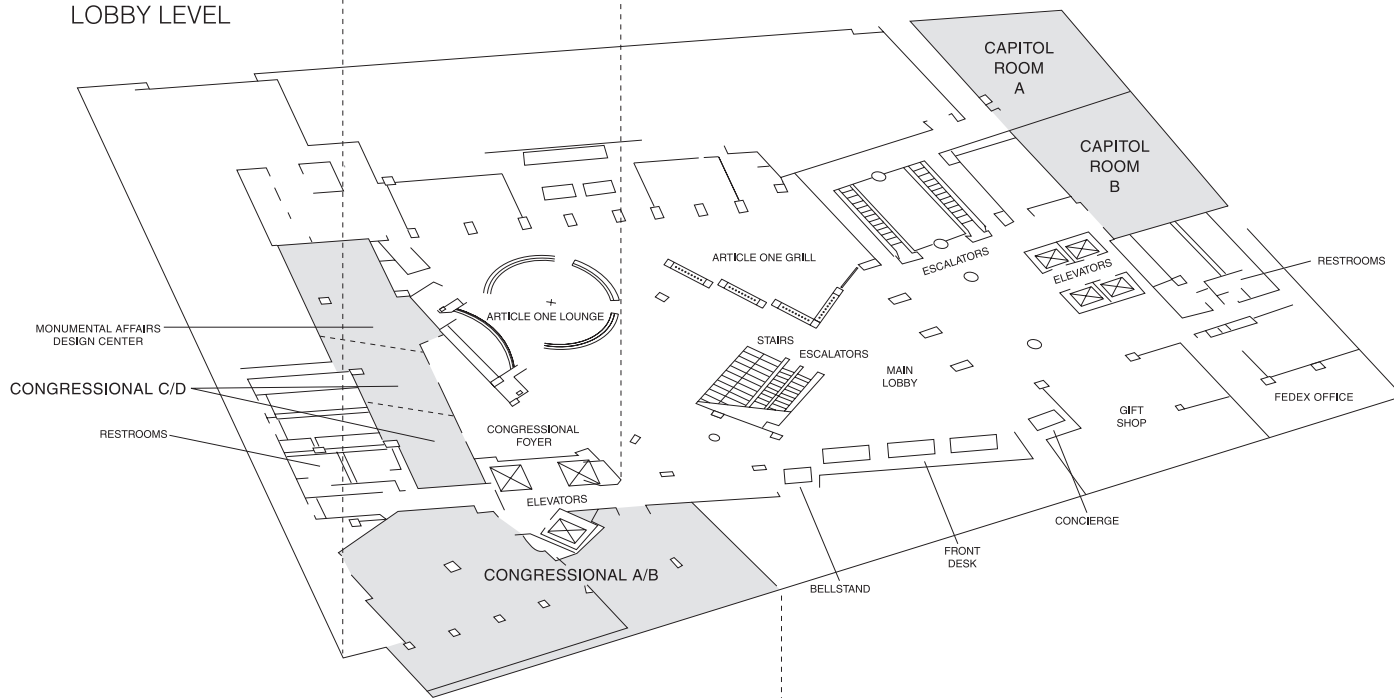 LOBBY LEVEL
CAPITOL
ROOM
A
CAPITOL
ROOM
B
ARTICLE ONE GRILL
ESCALATORS
ELEVATORS
RESTROOMS
ARTICLE ONE LOUNGE
MONUMENTAL AFFAIRS
DESIGN CENTER
STAIRS
ESCALATORS
MAIN
LOBBY
CONGRESSIONAL C/D
FEDEX OFFICE
GIFT
SHOP
RESTROOMS
CONGRESSIONAL
FOYER
ELEVATORS
CONCIERGE
FRONT
DESK
CONGRESSIONAL A/B
BELLSTAND